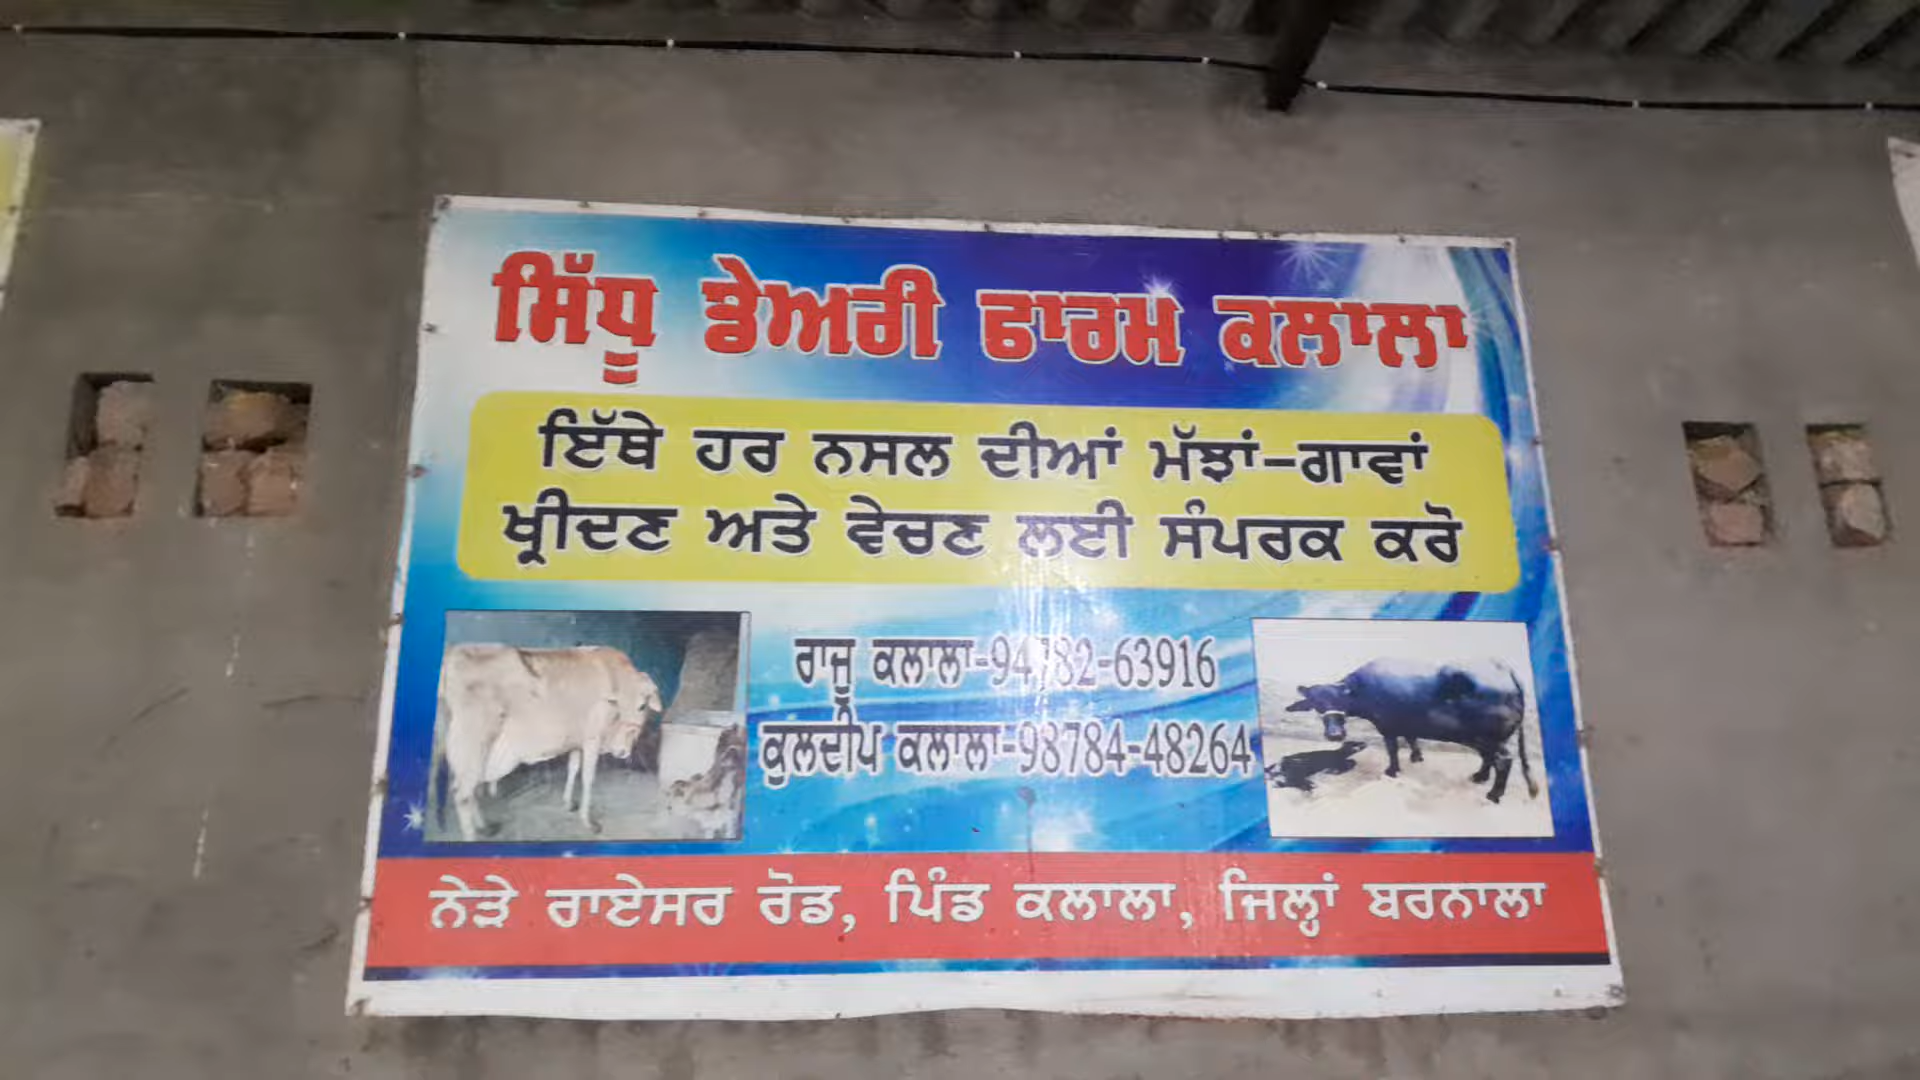 ਸਿੱਧੂ ਡੇਅਰੀ ਫਾਰਮ ਕਲਾਲਾ
ਇੱਥੇ ਹਰ ਨਸਲ ਦੀਆਂ ਮੱਝਾਂ-ਗਾਵਾਂ
ਖ੍ਰੀਦਣ ਅਤੇ ਵੇਚਣ ਲਈ ਸੰਪਰਕ ਕਰੋ
ਰਾਜੂ ਕਲਾਲਾ-94782-63916
ਕੁਲਦੀਪ ਕਲਾਲਾ-98784-48264
ਨੇੜੇ ਰਾਏਸਰ ਰੋਡ, ਪਿੰਡ ਕਲਾਲਾ, ਜਿਲ੍ਹਾਂ ਬਰਨਾਲਾ